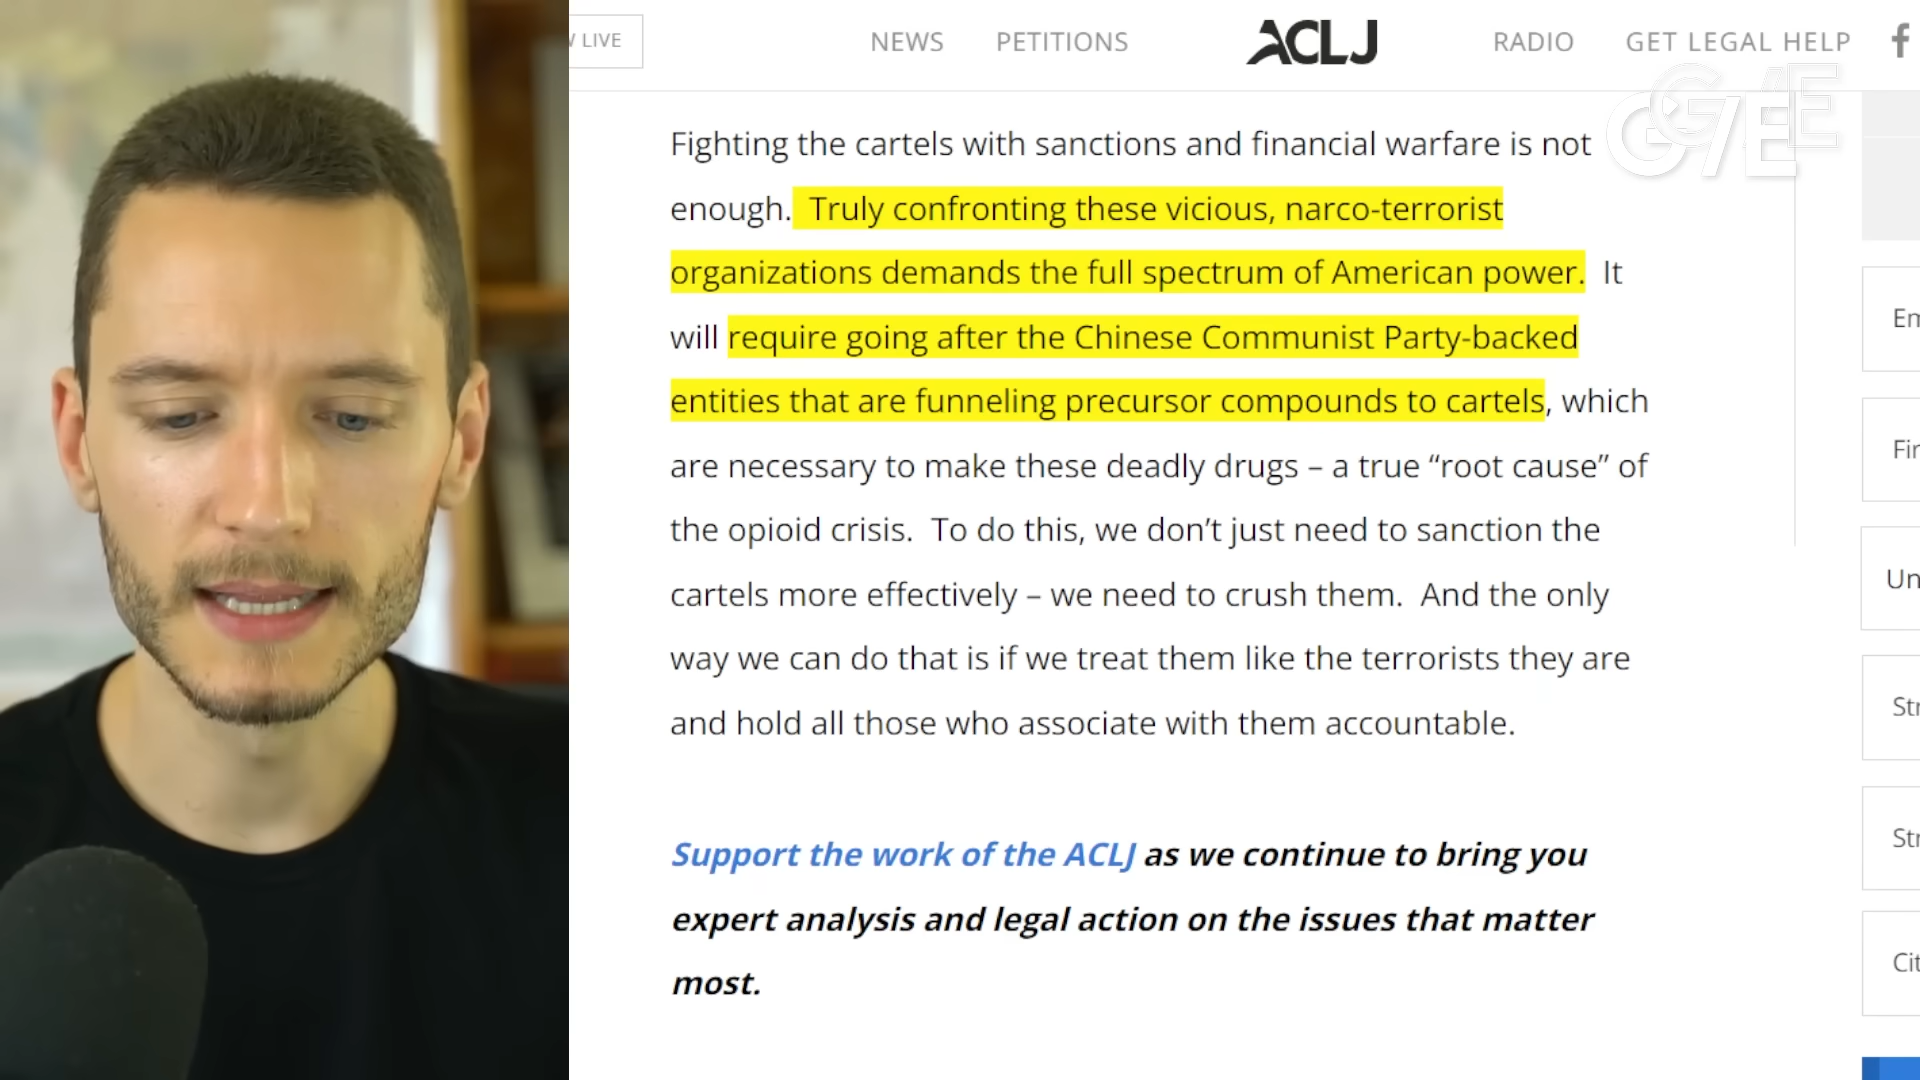 LIVE
NEWS
PETITIONS
ACLJ
RADIO
GET LEGAL HELP
Fighting the cartels with sanctions and financial warfare is not
enough. Truly confronting these vicious, narco-terrorist
organizations demands the full spectrum of American power. It
will require going after the Chinese Communist Party-backed
entities that are funneling precursor compounds to cartels, which
are necessary to make these deadly drugs – a true “root cause” of
the opioid crisis. To do this, we don’t just need to sanction the
cartels more effectively – we need to crush them. And the only
way we can do that is if we treat them like the terrorists they are
and hold all those who associate with them accountable.
Support the work of the ACLJ as we continue to bring you
expert analysis and legal action on the issues that matter
most.